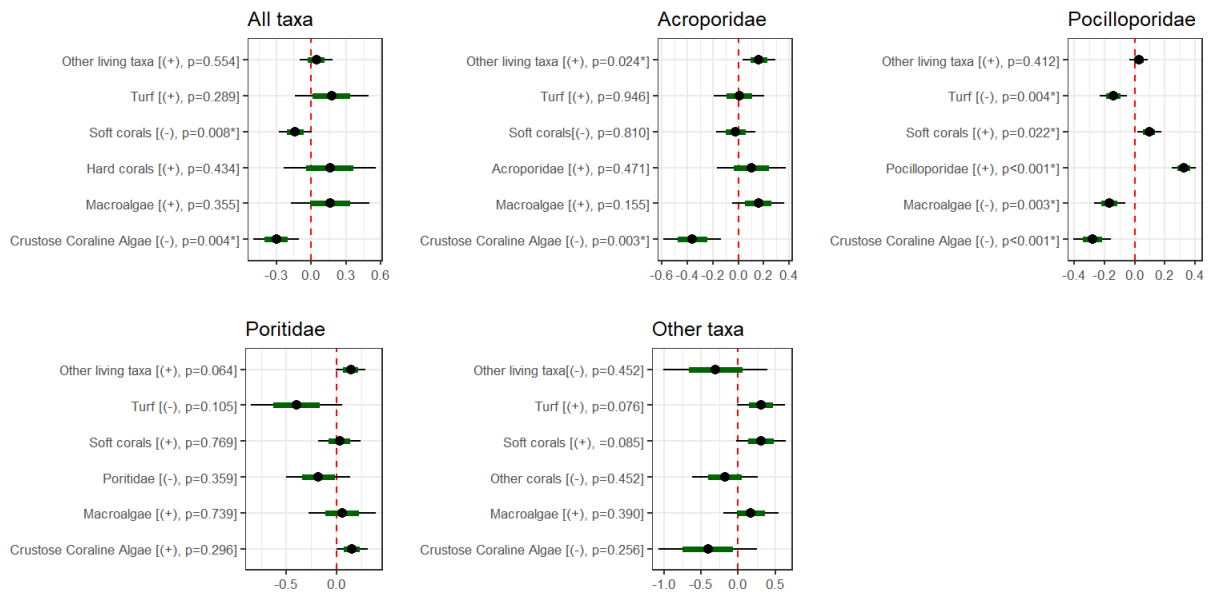 All taxa
Other living taxa [(+), p=0.554]
Turf [(+), p=0.289]
Soft corals [(-), p=0.008*]
Hard corals [(+), p=0.434]
Macroalgae [(+), p=0.355]
Crustose Coraline Algae [(-), p=0.004*]
-0.3 0.0 0.3 0.6
Acroporidae
Other living taxa [(+), p=0.024*]
Turf [(+), p=0.946]
Soft corals[(-), p=0.810]
Acroporidae [(+), p=0.471]
Macroalgae [(+), p=0.155]
Crustose Coraline Algae [(-), p=0.003*]
-0.6 -0.4 -0.2 0.0 0.2 0.4
Pocilloporidae
Other living taxa [(+), p=0.412]
Turf [(-), p=0.004*]
Soft corals [(+), p=0.022*]
Pocilloporidae [(+), p<0.001*]
Macroalgae [(-), p=0.003*]
Crustose Coraline Algae [(-), p<0.001*]
-0.4 -0.2 0.0 0.2 0.4
Poritidae
Other living taxa [(+), p=0.064]
Turf [(-), p=0.105]
Soft corals [(+), p=0.769]
Poritidae [(-), p=0.359]
Macroalgae [(+), p=0.739]
Crustose Coraline Algae [(+), p=0.296]
-0.5 0.0
Other taxa
Other living taxa[(-), p=0.452]
Turf [(+), p=0.076]
Soft corals [(+), =0.085]
Other corals [(-), p=0.452]
Macroalgae [(+), p=0.390]
Crustose Coraline Algae [(-), p=0.256]
-1.0 -0.5 0.0 0.5